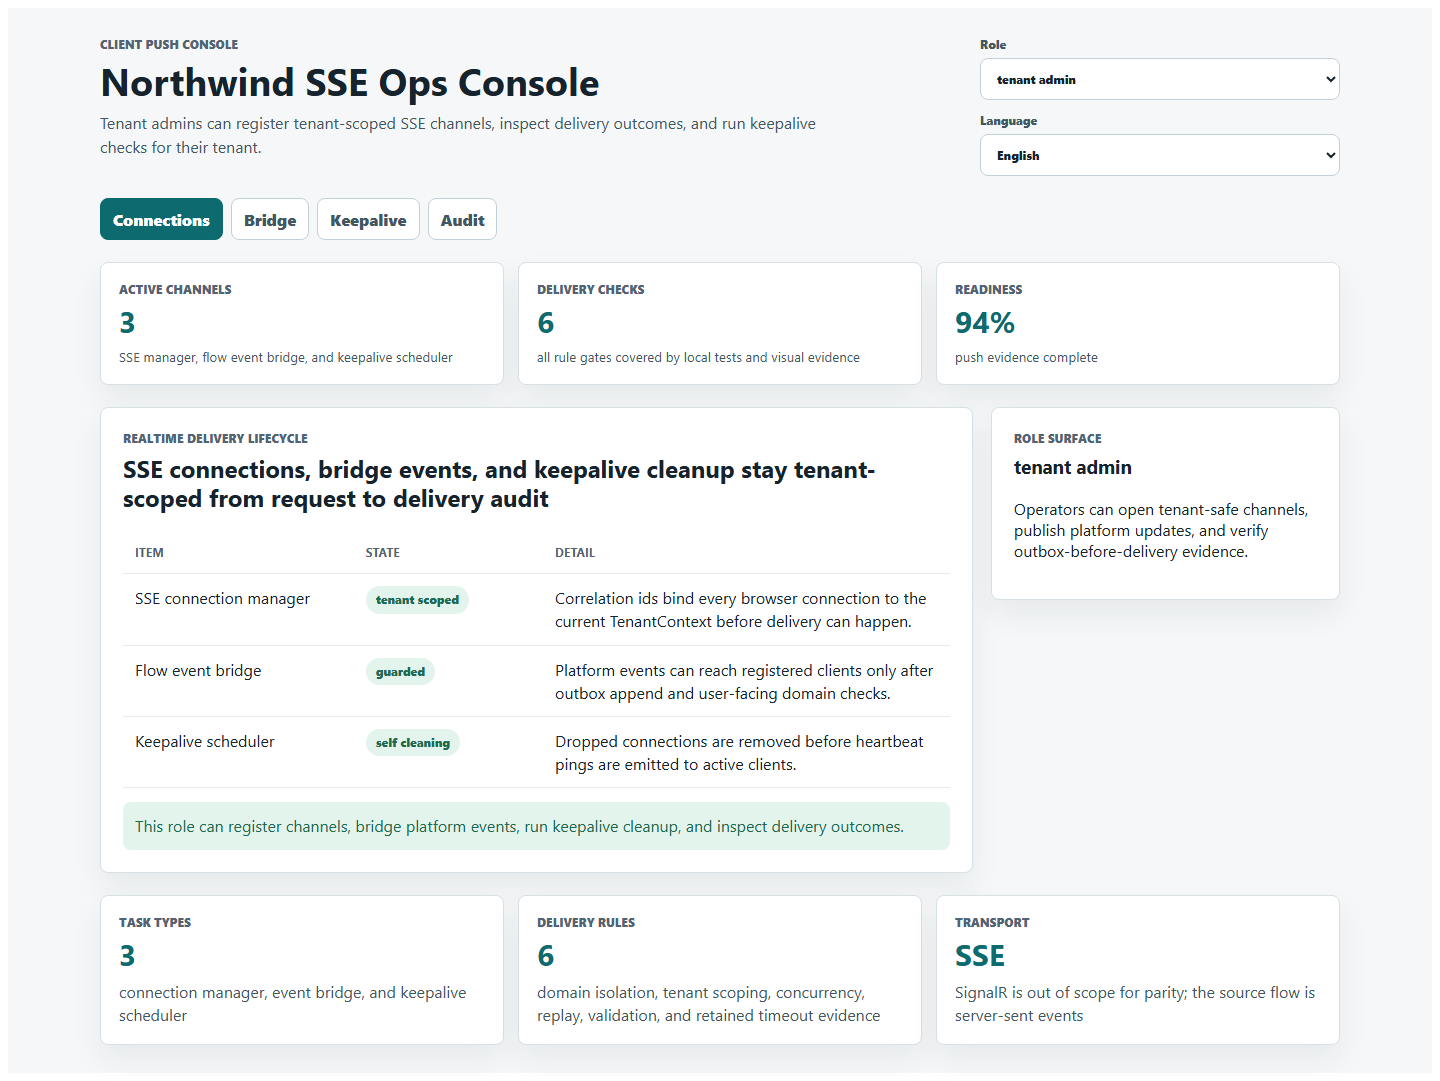 CLIENT PUSH CONSOLE
Northwind SSE Ops Console
Tenant admins can register tenant-scoped SSE channels, inspect delivery outcomes, and run keepalive
checks for their tenant.
Role
tenant admin
Language
English
Connections
Bridge
Keepalive
Audit
ACTIVE CHANNELS
3
SSE manager, flow event bridge, and keepalive scheduler
DELIVERY CHECKS
6
all rule gates covered by local tests and visual evidence
READINESS
94%
push evidence complete
REALTIME DELIVERY LIFECYCLE
SSE connections, bridge events, and keepalive cleanup stay tenant-
scoped from request to delivery audit
ITEM STATE DETAIL
SSE connection manager
tenant scoped
Correlation ids bind every browser connection to the
current TenantContext before delivery can happen.
Flow event bridge
guarded
Platform events can reach registered clients only after
outbox append and user-facing domain checks.
Keepalive scheduler
self cleaning
Dropped connections are removed before heartbeat
pings are emitted to active clients.
This role can register channels, bridge platform events, run keepalive cleanup, and inspect delivery outcomes.
ROLE SURFACE
tenant admin
Operators can open tenant-safe channels,
publish platform updates, and verify
outbox-before-delivery evidence.
TASK TYPES
3
connection manager, event bridge, and keepalive
scheduler
DELIVERY RULES
6
domain isolation, tenant scoping, concurrency,
replay, validation, and retained timeout evidence
TRANSPORT
SSE
SignalR is out of scope for parity; the source flow is
server-sent events